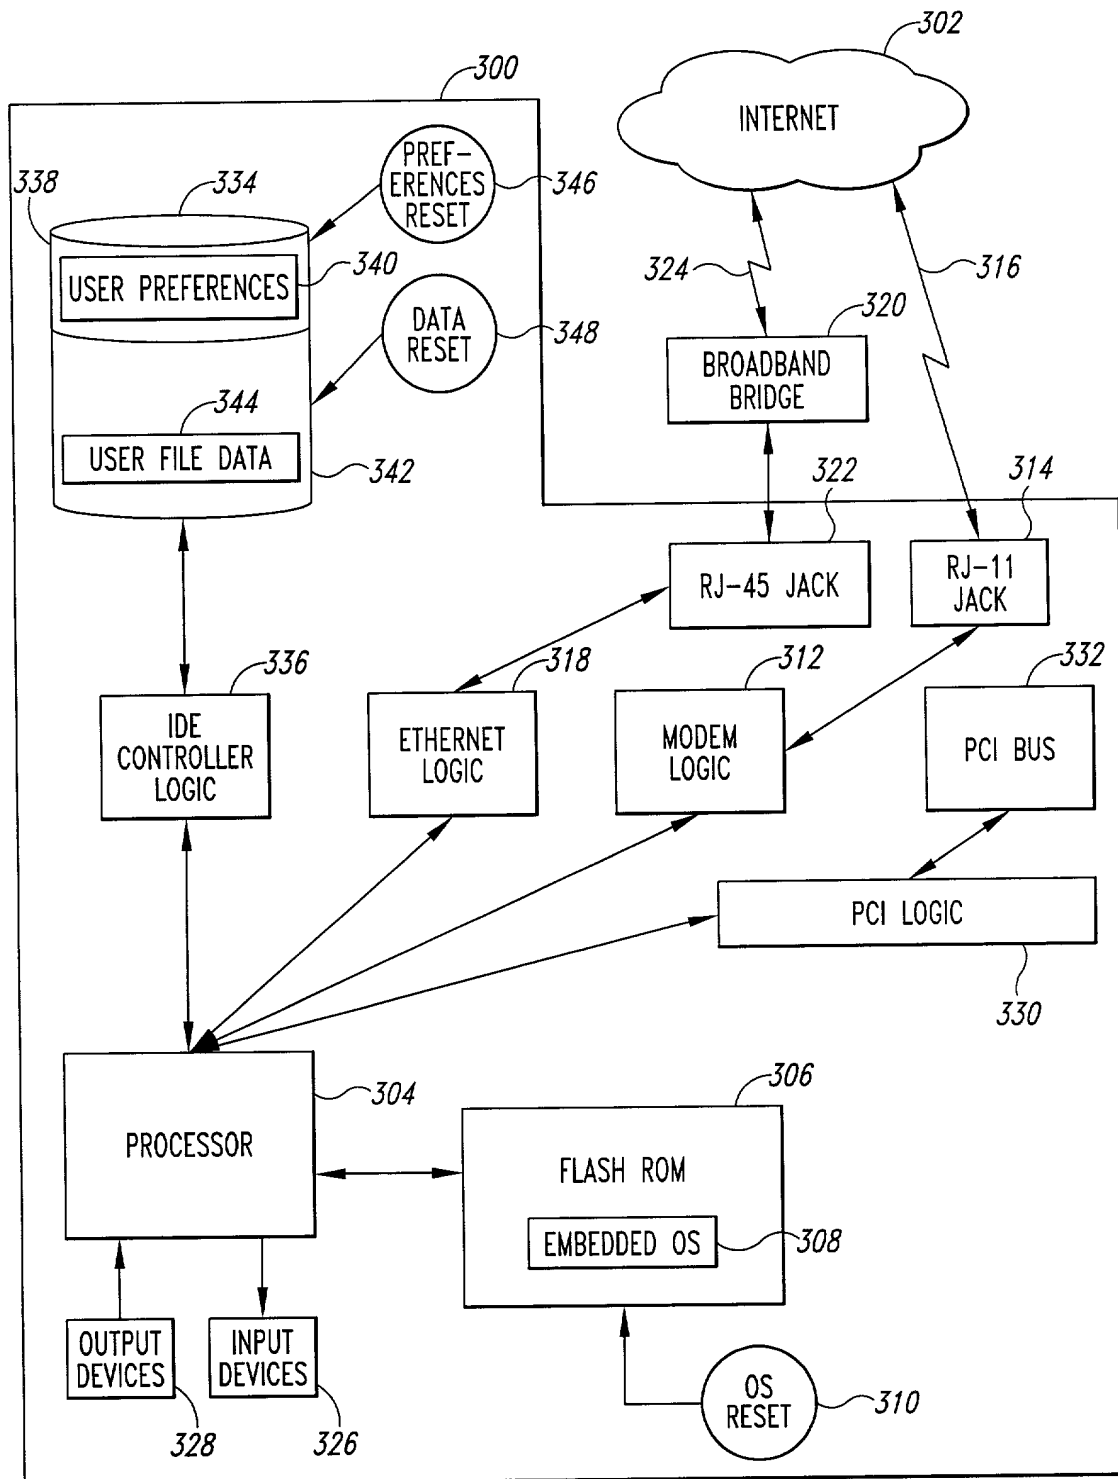 302
300
INTERNET
PREF-
ERENCES
RESET
346
338
334
340
USER PREFERENCES
324
316
320
DATA
RESET
348
BROADBAND
BRIDGE
344
USER FILE DATA
342
322
314
RJ-45 JACK
RJ-11
JACK
336
318
312
332
IDE
CONTROLLER
LOGIC
ETHERNET
LOGIC
MODEM
LOGIC
PCI BUS
PCI LOGIC
330
304
306
PROCESSOR
FLASH ROM
EMBEDDED OS
308
OUTPUT
DEVICES
INPUT
DEVICES
OS
RESET
310
328
326